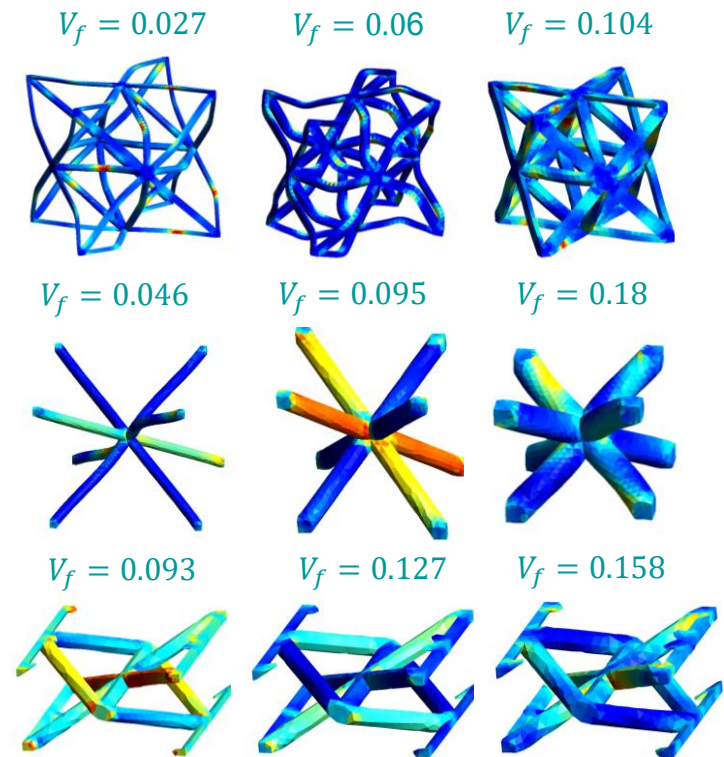 V_f = 0.027 V_f = 0.06 V_f = 0.104
V_f = 0.046 V_f = 0.095 V_f = 0.18
V_f = 0.093 V_f = 0.127 V_f = 0.158